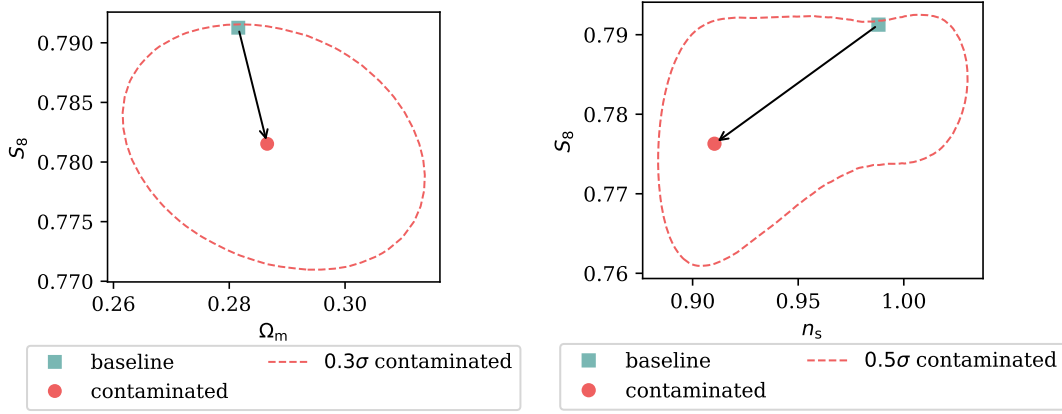 0.790
0.785
0.780
0.775
0.770
S₈
0.26
0.28
0.30
Ωₘ
baseline
contaminated
0.3σ contaminated
0.79
0.78
0.77
0.76
S₈
0.90
0.95
1.00
nₛ
baseline
contaminated
0.5σ contaminated